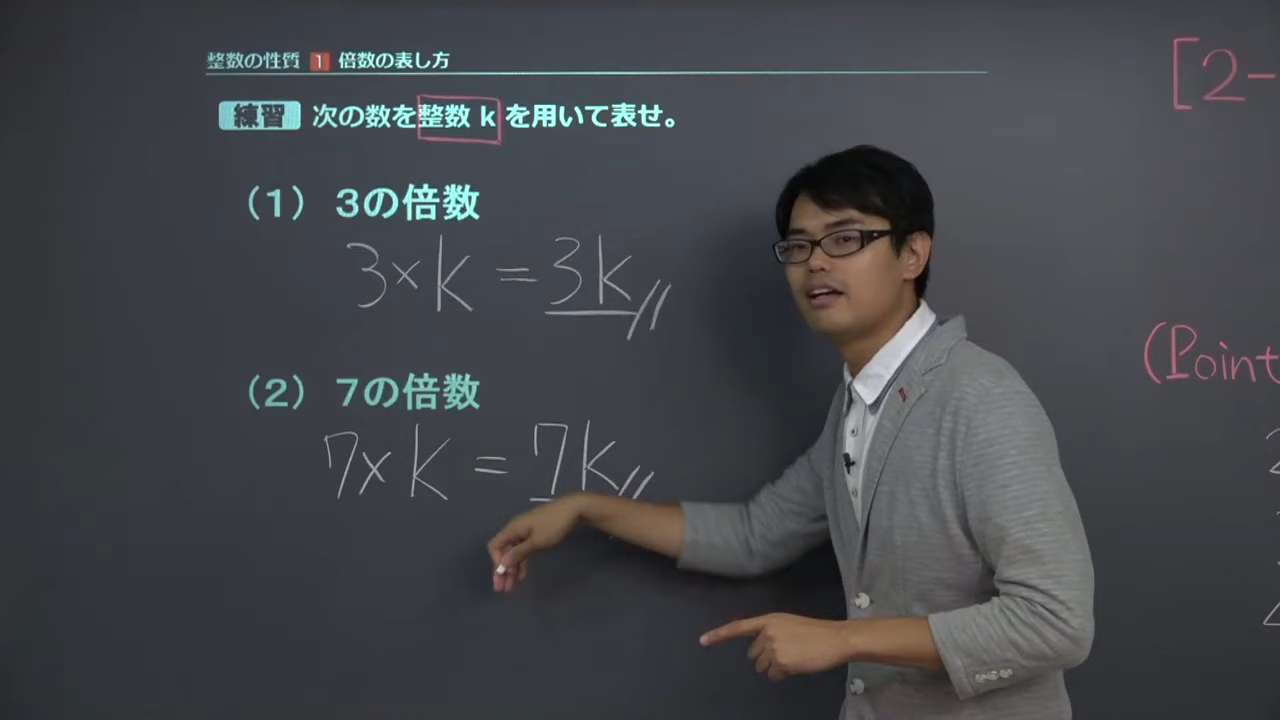 整数の性質 1 倍数の表し方
練習 次の数を整数 k を用いて表せ。
（1） 3の倍数
3×k = 3k
（2） 7の倍数
7×k = 7k
[2-
(Point